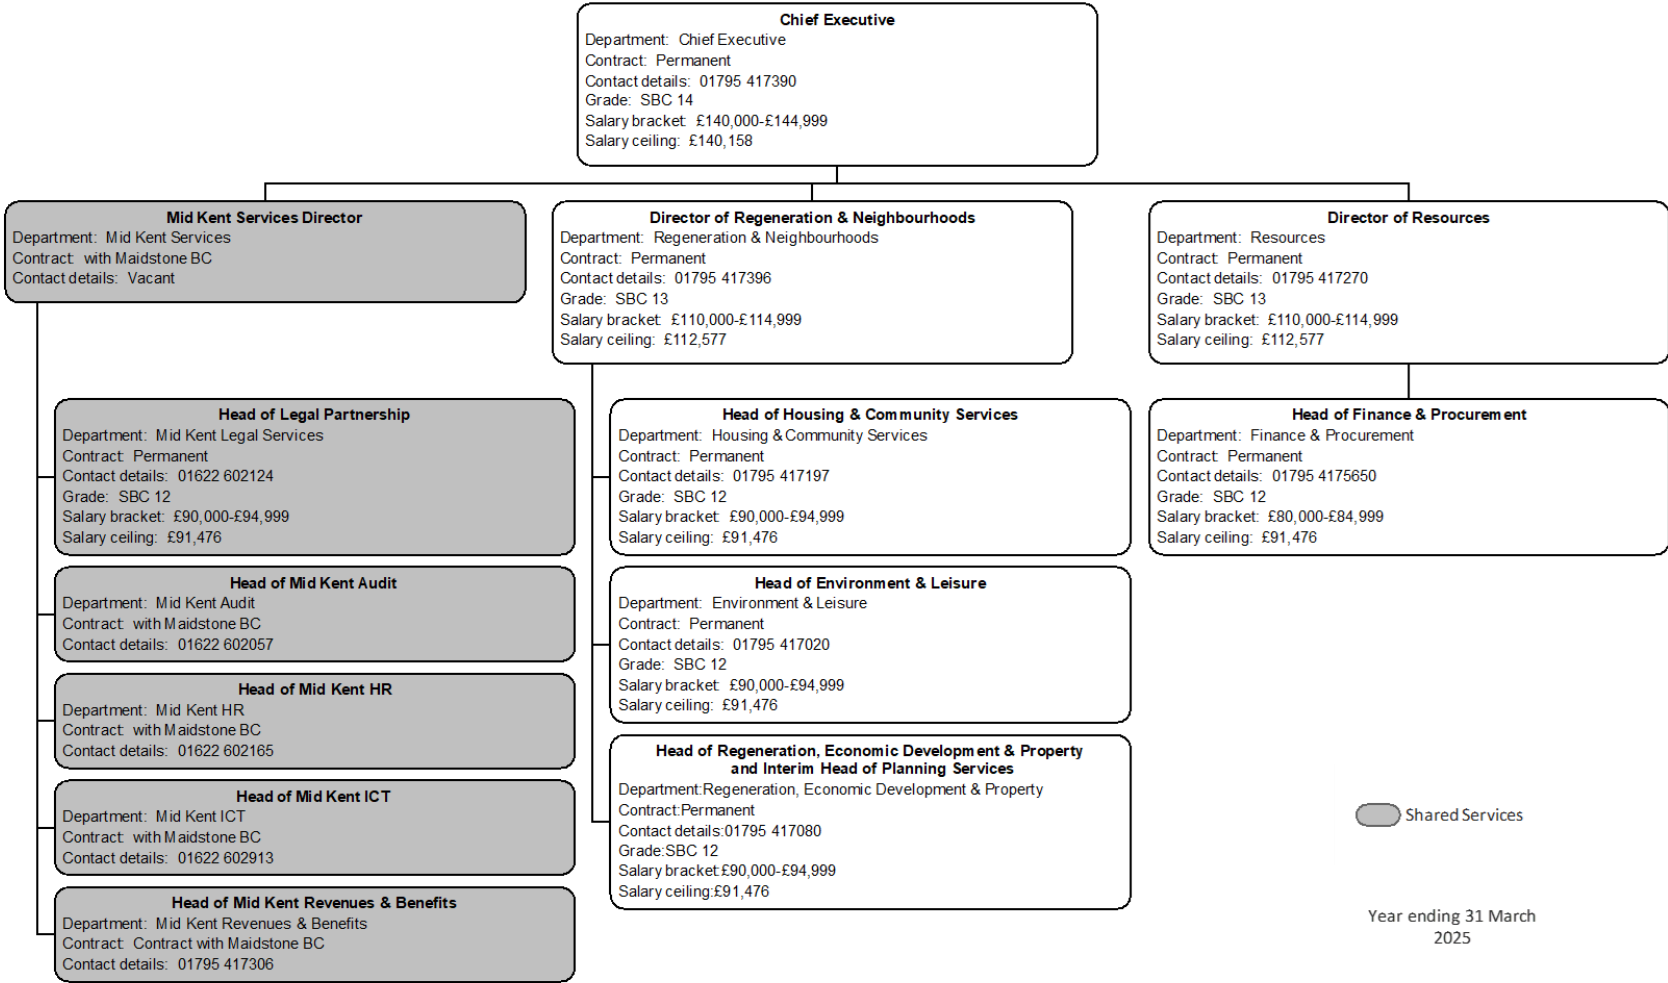 Chief Executive
Department: Chief Executive
Contract: Permanent
Contact details: 01795 417390
Grade: SBC 14
Salary bracket: £140,000-£144,999
Salary ceiling: £140,158
Mid Kent Services Director
Department: Mid Kent Services
Contract: with Maidstone BC
Contact details: Vacant
Director of Regeneration & Neighbourhoods
Department: Regeneration & Neighbourhoods
Contract: Permanent
Contact details: 01795 417396
Grade: SBC 13
Salary bracket: £110,000-£114,999
Salary ceiling: £112,577
Director of Resources
Department: Resources
Contract: Permanent
Contact details: 01795 417270
Grade: SBC 13
Salary bracket: £110,000-£114,999
Salary ceiling: £112,577
Head of Legal Partnership
Department: Mid Kent Legal Services
Contract: Permanent
Contact details: 01622 602124
Grade: SBC 12
Salary bracket: £90,000-£94,999
Salary ceiling: £91,476
Head of Mid Kent Audit
Department: Mid Kent Audit
Contract: with Maidstone BC
Contact details: 01622 602057
Head of Mid Kent HR
Department: Mid Kent HR
Contract: with Maidstone BC
Contact details: 01622 602165
Head of Mid Kent ICT
Department: Mid Kent ICT
Contract: with Maidstone BC
Contact details: 01622 602913
Head of Mid Kent Revenues & Benefits
Department: Mid Kent Revenues & Benefits
Contract: Contract with Maidstone BC
Contact details: 01795 417306
Head of Housing & Community Services
Department: Housing & Community Services
Contract: Permanent
Contact details: 01795 417197
Grade: SBC 12
Salary bracket: £90,000-£94,999
Salary ceiling: £91,476
Head of Environment & Leisure
Department: Environment & Leisure
Contract: Permanent
Contact details: 01795 417020
Grade: SBC 12
Salary bracket: £90,000-£94,999
Salary ceiling: £91,476
Head of Regeneration, Economic Development & Property
and Interim Head of Planning Services
Department:Regeneration, Economic Development & Property
Contract:Permanent
Contact details:01795 417080
Grade:SBC 12
Salary bracket:£90,000-£94,999
Salary ceiling:£91,476
Head of Finance & Procurement
Department: Finance & Procurement
Contract: Permanent
Contact details: 01795 4175650
Grade: SBC 12
Salary bracket: £80,000-£84,999
Salary ceiling: £91,476
Shared Services
Year ending 31 March
2025